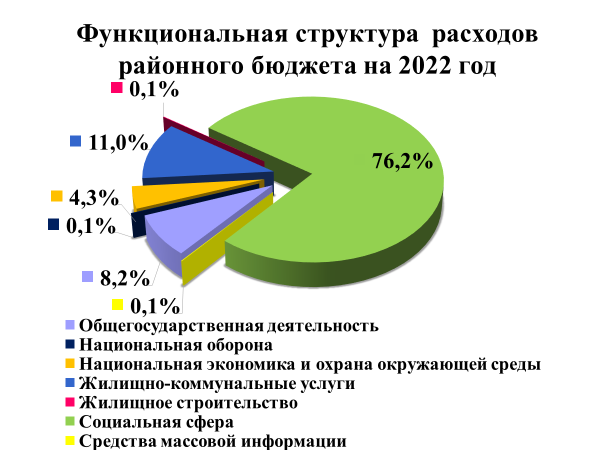 Функциональная структура расходов
районного бюджета на 2022 год
0,1%
11,0%
76,2%
4,3%
0,1%
8,2%
0,1%
Общегосударственная деятельность
Национальная оборона
Национальная экономика и охрана окружающей среды
Жилищно-коммунальные услуги
Жилищное строительство
Социальная сфера
Средства массовой информации